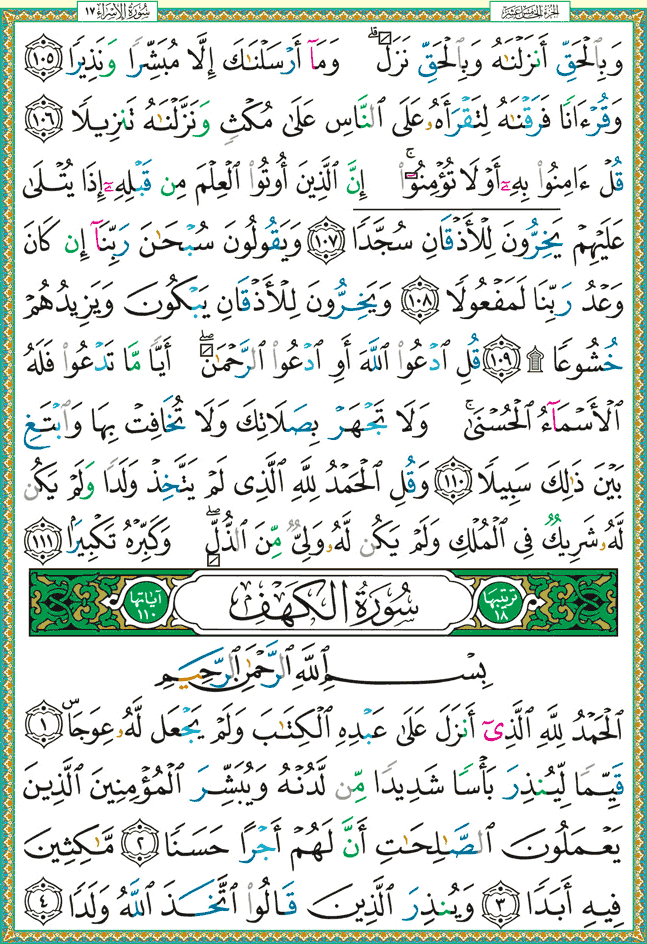 سُورَةُ الإِسْرَاء ١٧ الجزء الخامس عشر
وَبِٱلْحَقِّ أَنزَلْنَٰهُ وَبِٱلْحَقِّ نَزَلَ ۗ وَمَآ أَرْسَلْنَٰكَ إِلَّا مُبَشِّرًا وَنَذِيرًا ١٠٥
وَقُرْءَانًا فَرَقْنَٰهُ لِتَقْرَأَهُۥ عَلَى ٱلنَّاسِ عَلَىٰ مُكْثٍ وَنَزَّلْنَٰهُ تَنزِيلًا ١٠٦
قُلْ ءَامِنُوا۟ بِهِۦٓ أَوْ لَا تُؤْمِنُوٓا۟ ۚ إِنَّ ٱلَّذِينَ أُوتُوا۟ ٱلْعِلْمَ مِن قَبْلِهِۦٓ إِذَا يُتْلَىٰ
عَلَيْهِمْ يَخِرُّونَ لِلْأَذْقَانِ سُجَّدًا ١٠٧ وَيَقُولُونَ سُبْحَٰنَ رَبِّنَآ إِن كَانَ
وَعْدُ رَبِّنَا لَمَفْعُولًا ١٠٨ وَيَخِرُّونَ لِلْأَذْقَانِ يَبْكُونَ وَيَزِيدُهُمْ
خُشُوعًا ۩ ١٠٩ قُلِ ٱدْعُوا۟ ٱللَّهَ أَوِ ٱدْعُوا۟ ٱلرَّحْمَٰنَ ۖ أَيًّا مَّا تَدْعُوا۟ فَلَهُ
ٱلْأَسْمَآءُ ٱلْحُسْنَىٰ ۚ وَلَا تَجْهَرْ بِصَلَاتِكَ وَلَا تُخَافِتْ بِهَا وَٱبْتَغِ
بَيْنَ ذَٰلِكَ سَبِيلًا ١١٠ وَقُلِ ٱلْحَمْدُ لِلَّهِ ٱلَّذِى لَمْ يَتَّخِذْ وَلَدًا وَلَمْ يَكُن
لَّهُۥ شَرِيكٌ فِى ٱلْمُلْكِ وَلَمْ يَكُن لَّهُۥ وَلِىٌّ مِّنَ ٱلذُّلِّ ۖ وَكَبِّرْهُ تَكْبِيرًۢا ١١١
ترتيبها ١٨ سُورَةُ الكَهْفِ آياتها ١١٠
بِسْمِ ٱللَّهِ ٱلرَّحْمَٰنِ ٱلرَّحِيمِ
ٱلْحَمْدُ لِلَّهِ ٱلَّذِىٓ أَنزَلَ عَلَىٰ عَبْدِهِ ٱلْكِتَٰبَ وَلَمْ يَجْعَل لَّهُۥ عِوَجَا ۜ ١
قَيِّمًا لِّيُنذِرَ بَأْسًا شَدِيدًا مِّن لَّدُنْهُ وَيُبَشِّرَ ٱلْمُؤْمِنِينَ ٱلَّذِينَ
يَعْمَلُونَ ٱلصَّٰلِحَٰتِ أَنَّ لَهُمْ أَجْرًا حَسَنًا ٢ مَّٰكِثِينَ
فِيهِ أَبَدًا ٣ وَيُنذِرَ ٱلَّذِينَ قَالُوا۟ ٱتَّخَذَ ٱللَّهُ وَلَدًا ٤